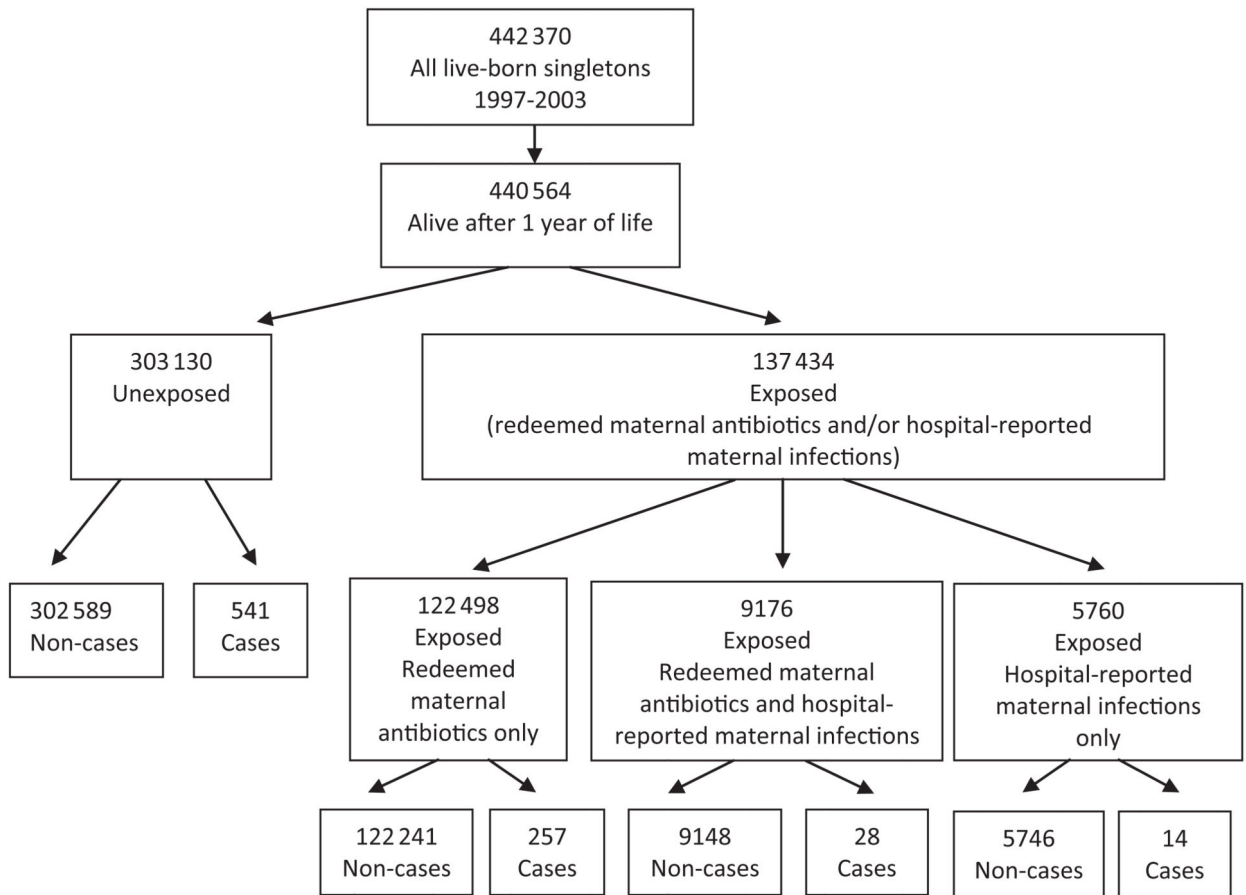 442 370
All live-born singletons
1997-2003
440 564
Alive after 1 year of life
303 130
Unexposed
137 434
Exposed
(redeemed maternal antibiotics and/or hospital-reported
maternal infections)
302 589
Non-cases
541
Cases
122 498
Exposed
Redeemed
maternal
antibiotics only
9176
Exposed
Redeemed maternal
antibiotics and hospital-
reported maternal infections
5760
Exposed
Hospital-reported
maternal infections
only
122 241
Non-cases
257
Cases
9148
Non-cases
28
Cases
5746
Non-cases
14
Cases